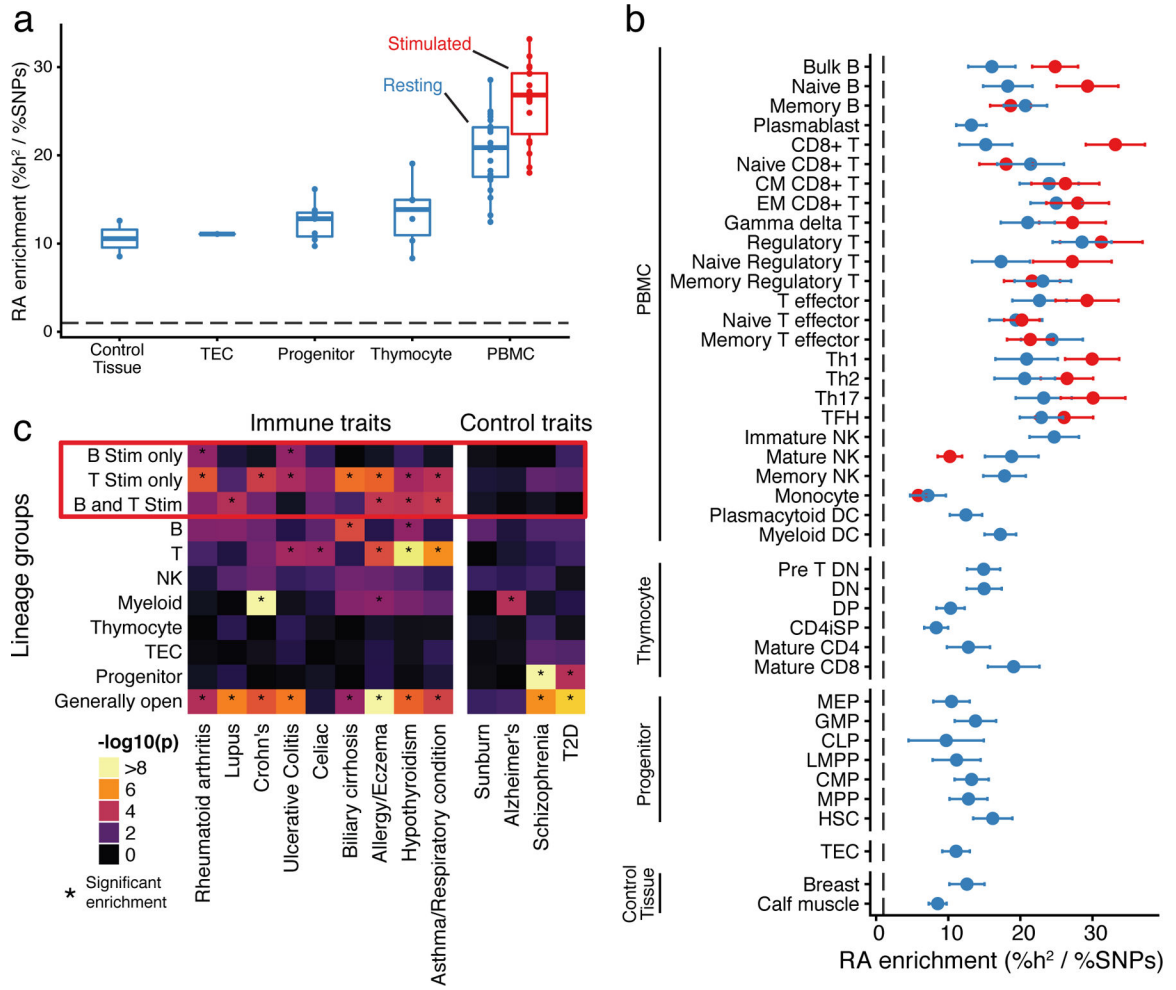 a
RA enrichment (%h² / %SNPs)
30
20
10
0
Stimulated
Resting
Control
Tissue
TEC
Progenitor
Thymocyte
PBMC
b
PBMC
Bulk B
Naive B
Memory B
Plasmablast
CD8+ T
Naive CD8+ T
CM CD8+ T
EM CD8+ T
Gamma delta T
Regulatory T
Naive Regulatory T
Memory Regulatory T
T effector
Naive T effector
Memory T effector
Th1
Th2
Th17
TFH
Immature NK
Mature NK
Memory NK
Monocyte
Plasmacytoid DC
Myeloid DC
Thymocyte
Pre T DN
DN
DP
CD4iSP
Mature CD4
Mature CD8
Progenitor
MEP
GMP
CLP
LMPP
CMP
MPP
HSC
TEC
Control
Tissue
Breast
Calf muscle
0 10 20 30
RA enrichment (%h² / %SNPs)
c
Immune traits
Control traits
Lineage groups
B Stim only * *
T Stim only * * * * * * *
B and T Stim * * * *
B * *
T * * * * *
NK
Myeloid * * *
Thymocyte
TEC
Progenitor * *
Generally open * * * * * * * * * *
-log10(p)
>8
6
4
2
0
* Significant
enrichment
Rheumatoid arthritis
Lupus
Crohn's
Ulcerative Colitis
Celiac
Biliary cirrhosis
Allergy/Eczema
Hypothyroidism
Asthma/Respiratory condition
Sunburn
Alzheimer's
Schizophrenia
T2D